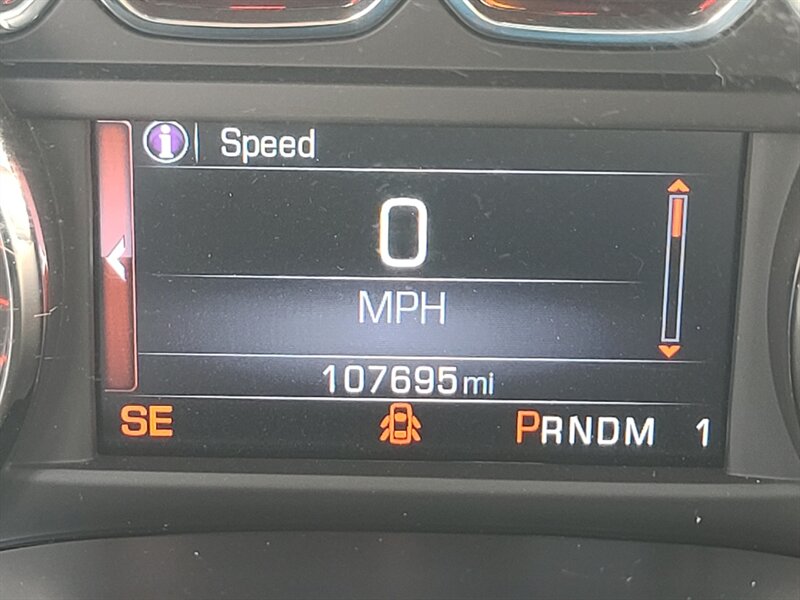 i Speed
0
MPH
107695mi
SE PRNDM 1